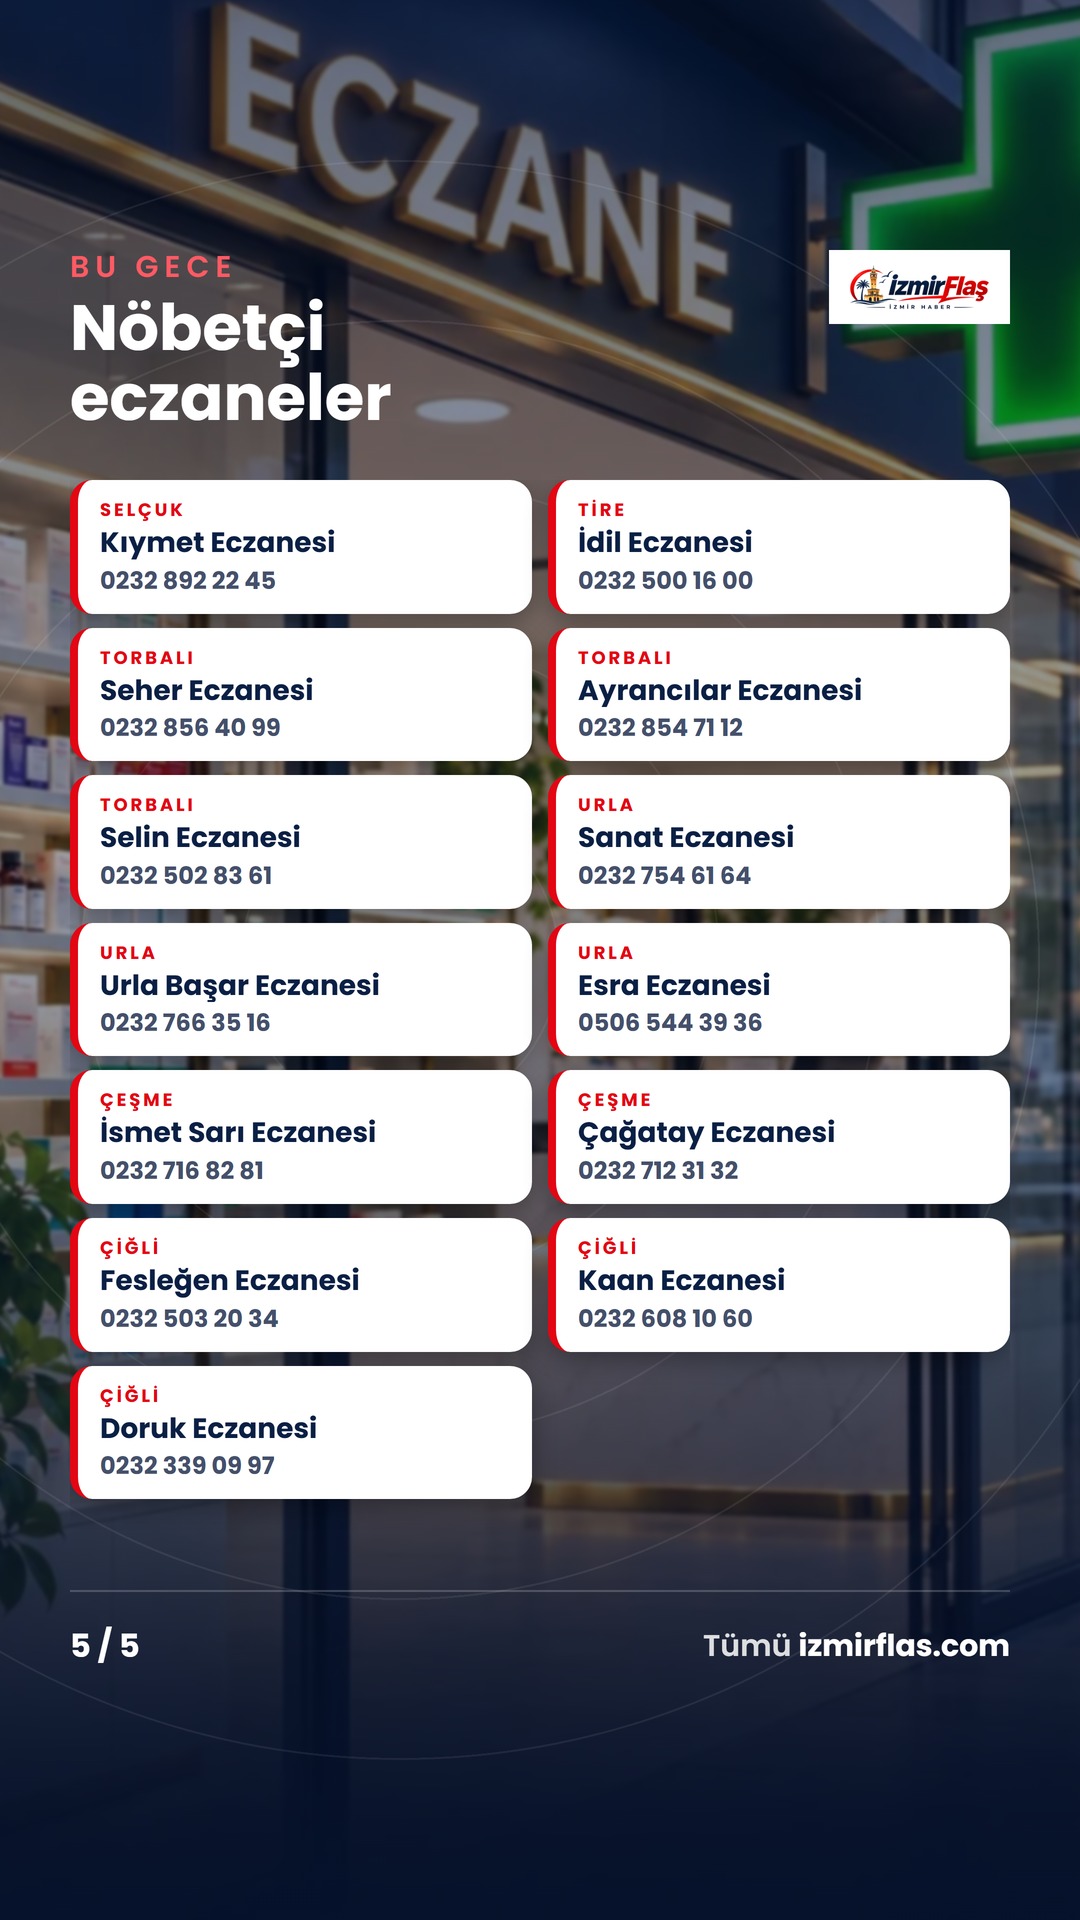 ECZANE
BU GECE
Nöbetçi
eczaneler
izmirFlaş
İZMİR HABER
SELÇUK
Kıymet Eczanesi
0232 892 22 45
TİRE
İdil Eczanesi
0232 500 16 00
TORBALI
Seher Eczanesi
0232 856 40 99
TORBALI
Ayrancılar Eczanesi
0232 854 71 12
TORBALI
Selin Eczanesi
0232 502 83 61
URLA
Sanat Eczanesi
0232 754 61 64
URLA
Urla Başar Eczanesi
0232 766 35 16
URLA
Esra Eczanesi
0506 544 39 36
ÇEŞME
İsmet Sarı Eczanesi
0232 716 82 81
ÇEŞME
Çağatay Eczanesi
0232 712 31 32
ÇİĞLİ
Fesleğen Eczanesi
0232 503 20 34
ÇİĞLİ
Kaan Eczanesi
0232 608 10 60
ÇİĞLİ
Doruk Eczanesi
0232 339 09 97
5 / 5
Tümü izmirflas.com